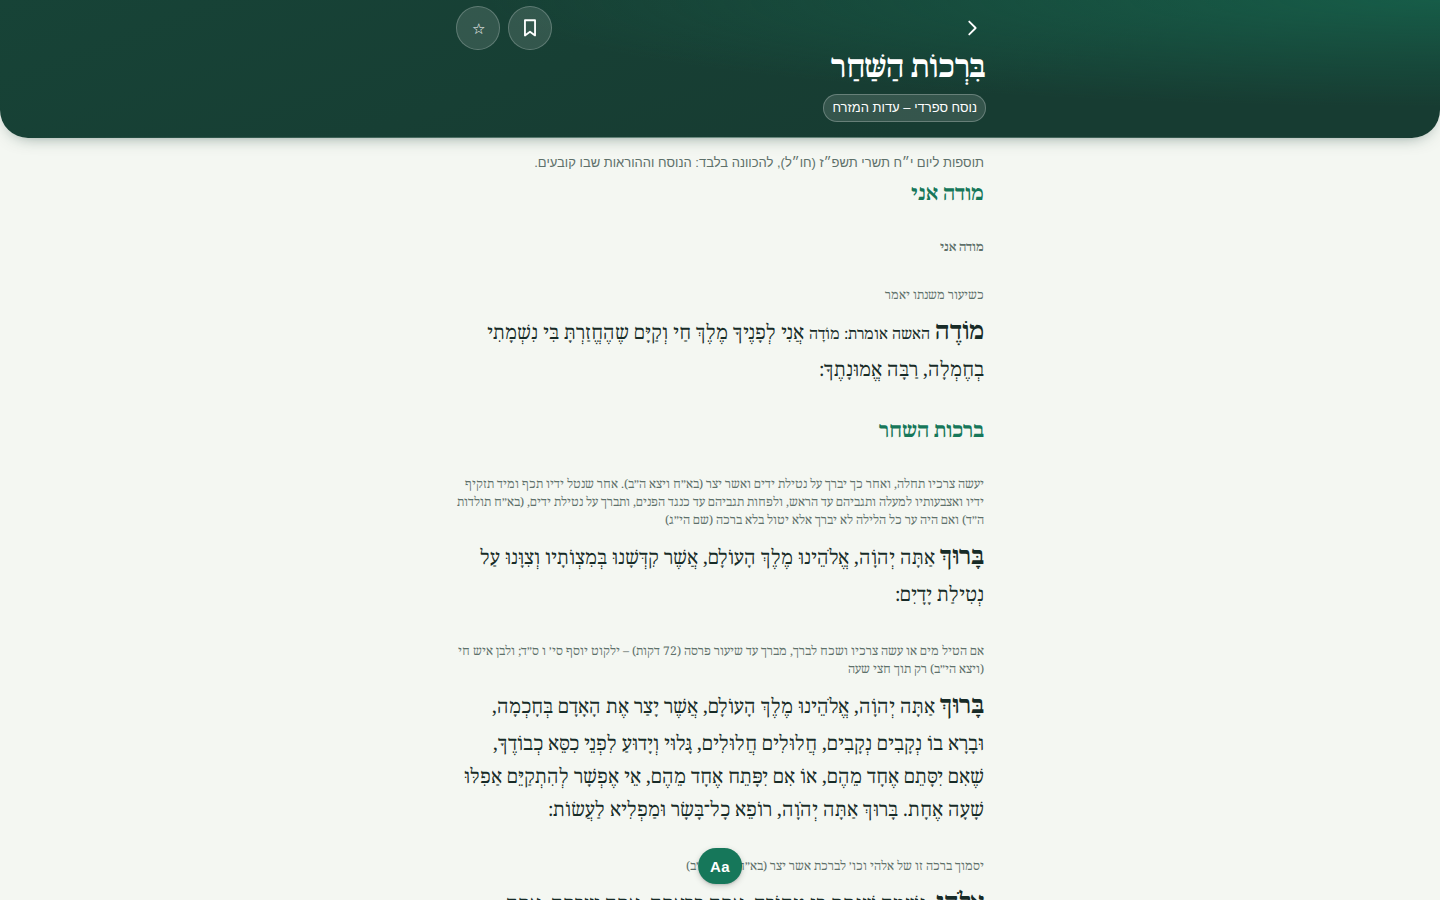 ☆
בִּרְכוֹת הַשַּׁחַר
נוסח ספרדי – עדות המזרח
תוספות ליום י״ח תשרי תשפ״ז (חו״ל), להכוונה בלבד: הנוסח וההוראות שבו קובעים.
מודה אני
מודה אני
כשיעור משנתו יאמר
מוֹדֶה האשה אומרת: מוֹדָה אֲנִי לְפָנֶיךָ מֶלֶךְ חַי וְקַיָּם שֶׁהֶחֱזַרְתָּ בִּי נִשְׁמָתִי
בְחֶמְלָה, רַבָּה אֱמוּנָתֶךָ:
ברכות השחר
יעשה צרכיו תחלה, ואחר כך יברך על נטילת ידים ואשר יצר (בא״ח ויצא ה״ב). אחר שנטל ידיו תכף ומיד תזקיף
ידיו ואצבעותיו למעלה ותגביהם עד הראש, ולפחות תגביהם עד כנגד הפנים, ותברך על נטילת ידים, (בא״ח תולדות
ה״ד) ואם היה ער כל הלילה לא יברך אלא יטול בלא ברכה (שם הי״ג)
בָּרוּךְ אַתָּה יְהֹוָה, אֱלֹהֵינוּ מֶלֶךְ הָעוֹלָם, אֲשֶׁר קִדְּשָׁנוּ בְּמִצְוֹתָיו וְצִוָּנוּ עַל
נְטִילַת יָדָיִם:
אם הטיל מים או עשה צרכיו ושכח לברך, מברך עד שיעור פרסה (72 דקות) – ילקוט יוסף סי׳ ו ס״ד; ולבן איש חי
(ויצא הי״ב) רק תוך חצי שעה
בָּרוּךְ אַתָּה יְהֹוָה, אֱלֹהֵינוּ מֶלֶךְ הָעוֹלָם, אֲשֶׁר יָצַר אֶת הָאָדָם בְּחָכְמָה,
וּבָרָא בוֹ נְקָבִים נְקָבִים, חֲלוּלִים חֲלוּלִים, גָּלוּי וְיָדוּעַ לִפְנֵי כִסֵּא כְבוֹדֶךָ,
שֶׁאִם יִסָּתֵם אֶחָד מֵהֶם, אוֹ אִם יִפָּתֵחַ אֶחָד מֵהֶם, אֵי אֶפְשָׁר לְהִתְקַיֵּם אַפִלּוּ
שָׁעָה אֶחָת. בָּרוּךְ אַתָּה יְהֹוָה, רוֹפֵא כָל־בָּשָׂר וּמַפְלִיא לַעֲשׂוֹת:
יסמוך ברכה זו של אלהי וכו׳ לברכת אשר יצר
Aa